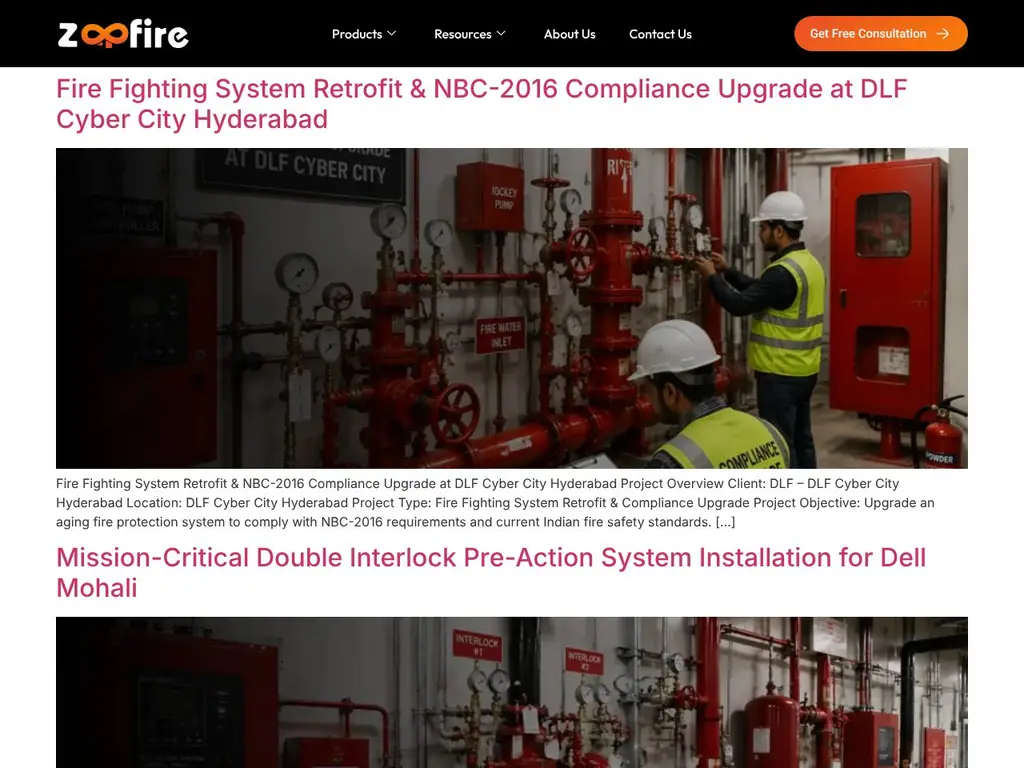 zoofire
Products
Resources
About Us
Contact Us
Get Free Consultation
Fire Fighting System Retrofit & NBC-2016 Compliance Upgrade at DLF
Cyber City Hyderabad
AT DLF CYBER CITY
JOCKEY
PUMP
FIRE WATER
INLET
COMPLIANCE
POWDER
Fire Fighting System Retrofit & NBC-2016 Compliance Upgrade at DLF Cyber City Hyderabad Project Overview Client: DLF – DLF Cyber City
Hyderabad Location: DLF Cyber City Hyderabad Project Type: Fire Fighting System Retrofit & Compliance Upgrade Project Objective: Upgrade an
aging fire protection system to comply with NBC-2016 requirements and current Indian fire safety standards. […]
Mission-Critical Double Interlock Pre-Action System Installation for Dell
Mohali
INTERLOCK
#1
INTERLOCK